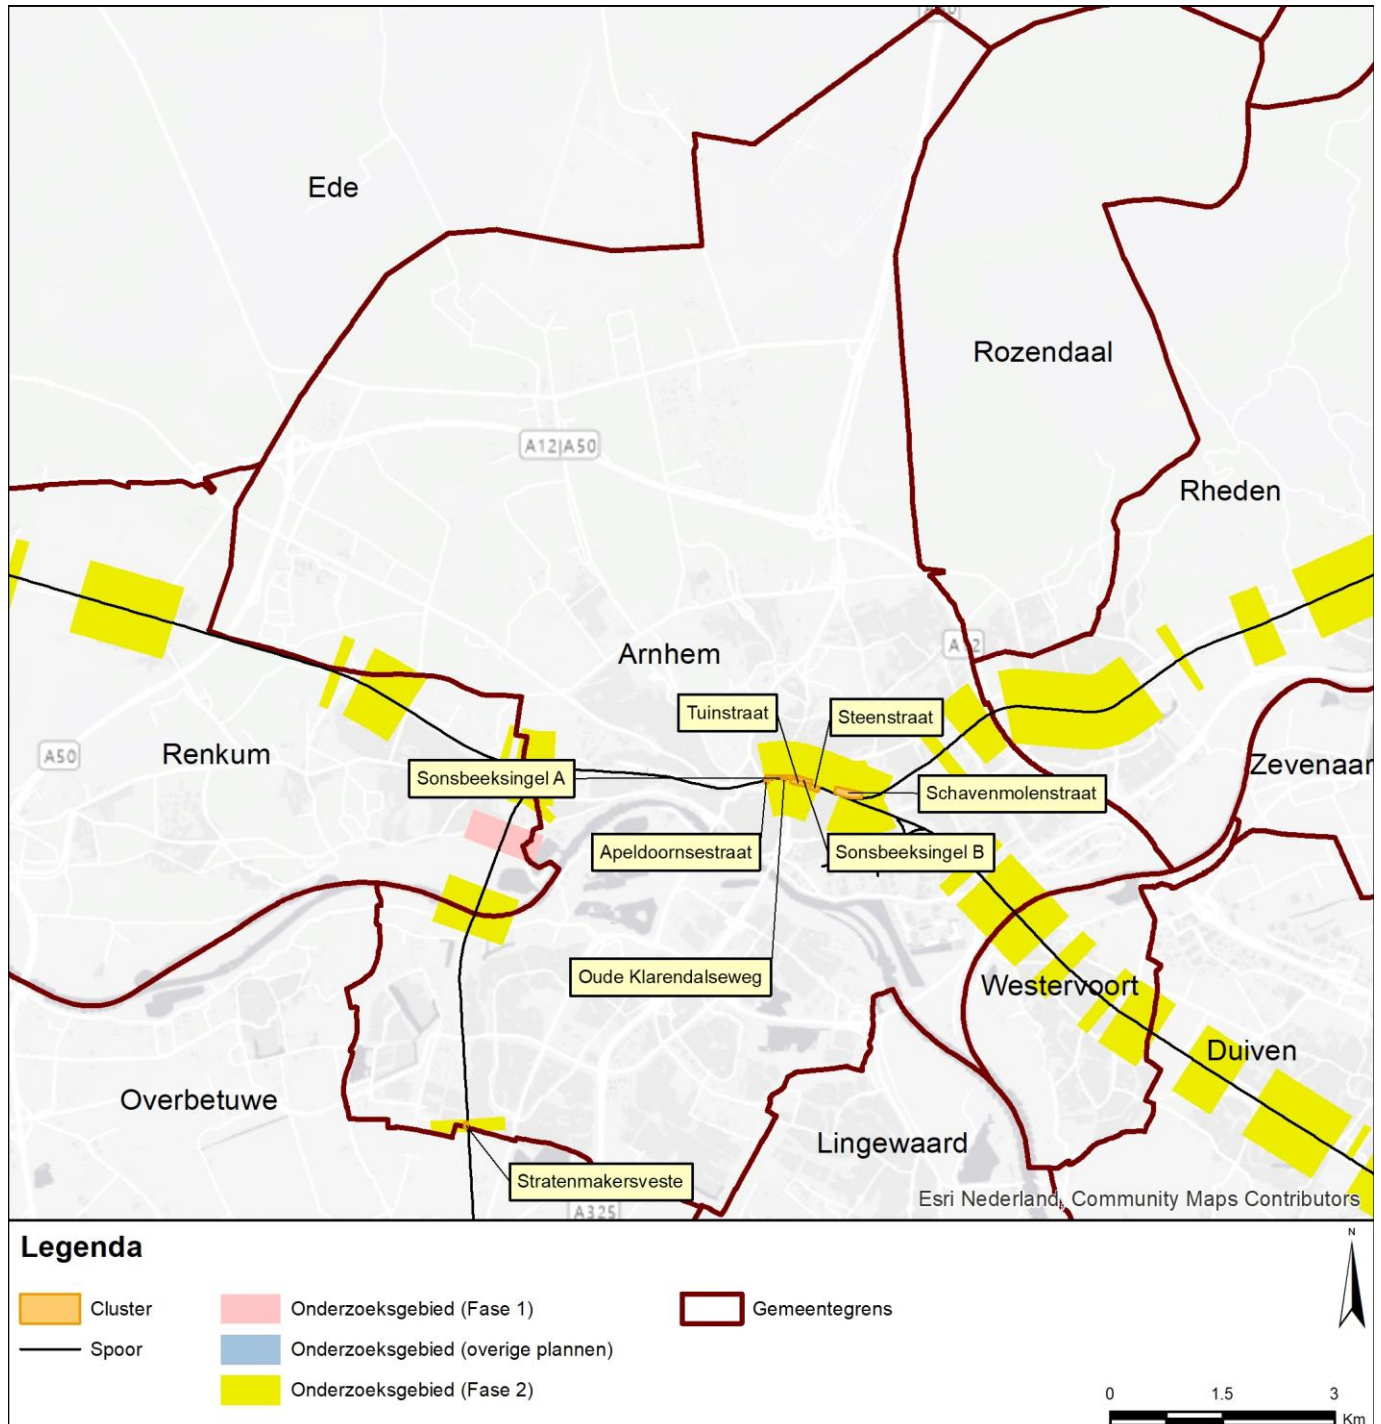 Ede
Rozendaal
A12|A50
Rheden
Arnhem
Tuinstraat
Steenstraat
A50
Renkum
Zevenaar
Sonsbeeksingel A
Schavenmolenstraat
Apeldoornsestraat
Sonsbeeksingel B
Oude Klarendalseweg
Westervoort
Duiven
Overbetuwe
Lingewaard
Stratenmakersveste
Esri Nederland, Community Maps Contributors
A325
Legenda
N
Cluster
Onderzoeksgebied (Fase 1)
Gemeentegrens
Spoor
Onderzoeksgebied (overige plannen)
Onderzoeksgebied (Fase 2)
0 1.5 3
Km